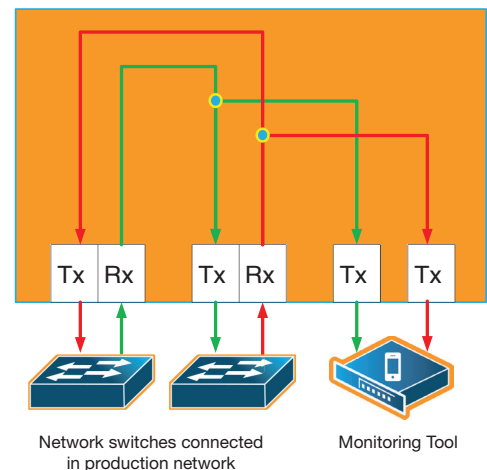 Tx Rx Tx Rx Tx Tx
Network switches connected
in production network
Monitoring Tool